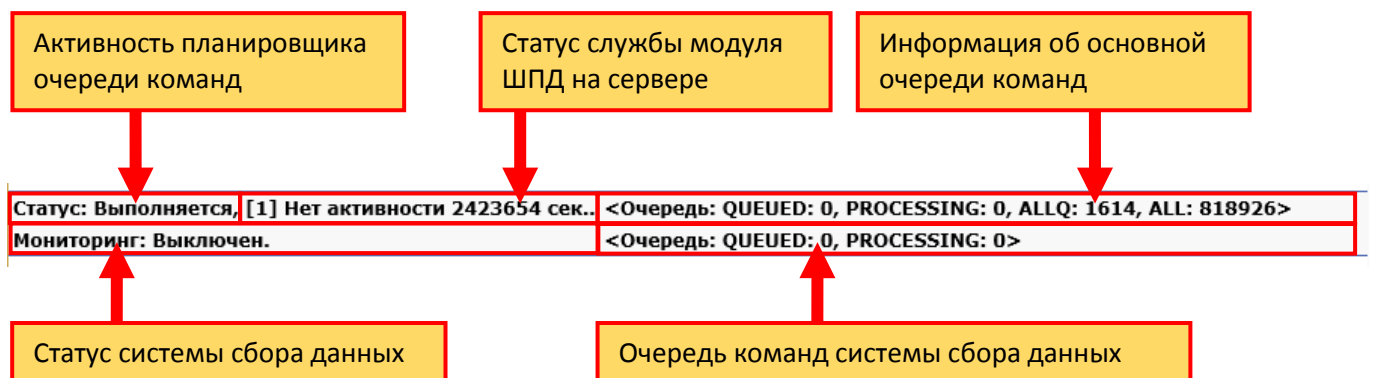 Активность планировщика
очереди команд
Статус службы модуля
ШПД на сервере
Информация об основной
очереди команд
Статус: Выполняется, [1] Нет активности 2423654 сек.. <Очередь: QUEUED: 0, PROCESSING: 0, ALLQ: 1614, ALL: 818926>
Мониторинг: Выключен. <Очередь: QUEUED: 0, PROCESSING: 0>
Статус системы сбора данных
Очередь команд системы сбора данных